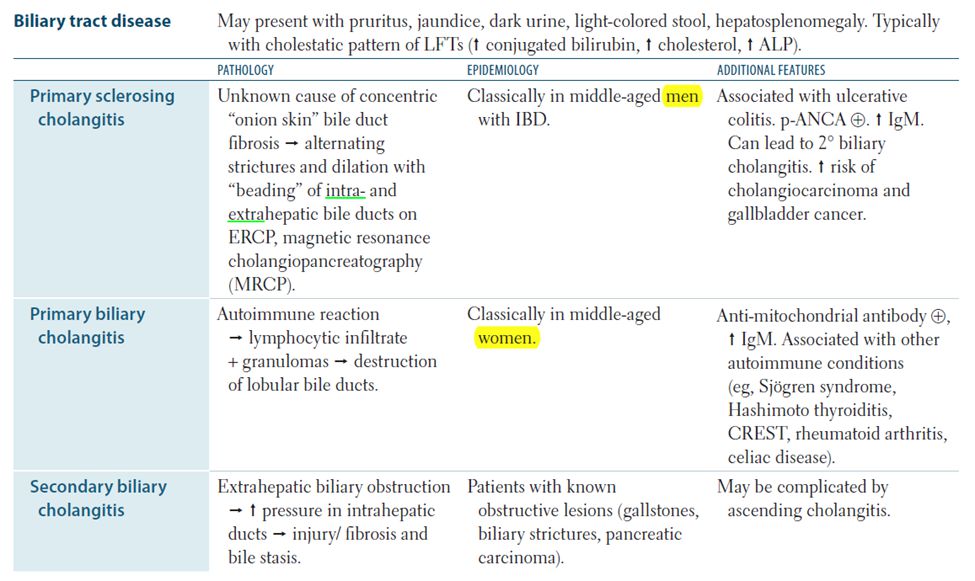 Biliary tract disease
May present with pruritus, jaundice, dark urine, light-colored stool, hepatosplenomegaly. Typically
with cholestatic pattern of LFTs (↑ conjugated bilirubin, ↑ cholesterol, ↑ ALP).
PATHOLOGY
EPIDEMIOLOGY
ADDITIONAL FEATURES
Primary sclerosing
cholangitis
Unknown cause of concentric
“onion skin” bile duct
fibrosis → alternating
strictures and dilation with
“beading” of intra- and
extrahepatic bile ducts on
ERCP, magnetic resonance
cholangiopancreatography
(MRCP).
Classically in middle-aged men
with IBD.
Associated with ulcerative
colitis. p-ANCA ⊕. ↑ IgM.
Can lead to 2° biliary
cholangitis. ↑ risk of
cholangiocarcinoma and
gallbladder cancer.
Primary biliary
cholangitis
Autoimmune reaction
→ lymphocytic infiltrate
+ granulomas → destruction
of lobular bile ducts.
Classically in middle-aged
women.
Anti-mitochondrial antibody ⊕,
↑ IgM. Associated with other
autoimmune conditions
(eg, Sjögren syndrome,
Hashimoto thyroiditis,
CREST, rheumatoid arthritis,
celiac disease).
Secondary biliary
cholangitis
Extrahepatic biliary obstruction
→ ↑ pressure in intrahepatic
ducts → injury/ fibrosis and
bile stasis.
Patients with known
obstructive lesions (gallstones,
biliary strictures, pancreatic
carcinoma).
May be complicated by
ascending cholangitis.